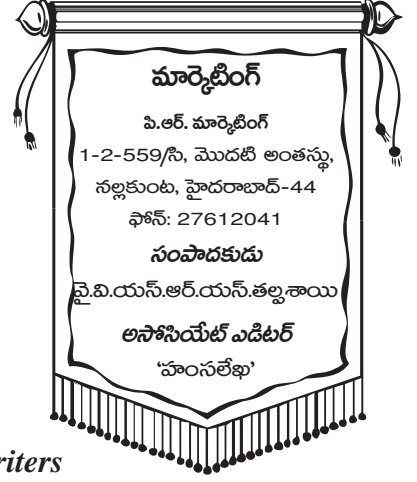 మార్కెటింగ్
పి.ఆర్. మార్కెటింగ్
1-2-559/సి, మొదటి అంతస్థు,
నల్లకుంట, హైదరాబాద్-44
ఫోన్: 27612041
సంపాదకుడు
వై.వి.యస్.ఆర్.యస్.తల్పశాయి
అసోసియేట్ ఎడిటర్
‘హంసలేఖ’